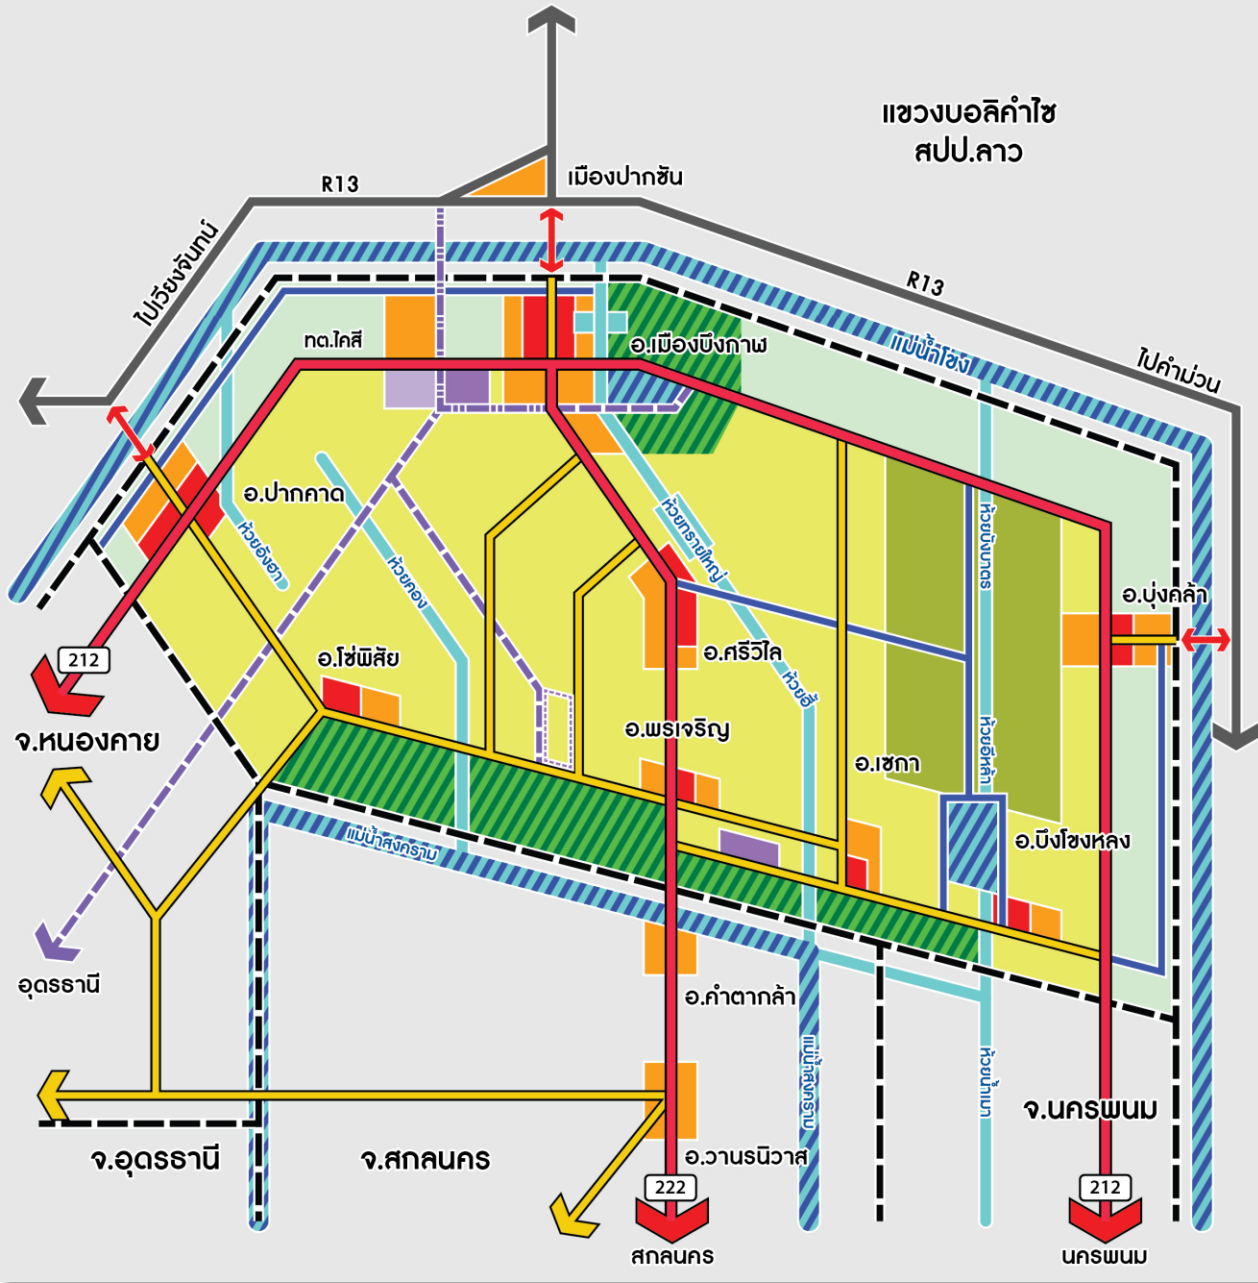 แขวงบอลิคำไซ
สปป.ลาว
R13
เมืองปากซัน
ไปเวียงจันทน์
R13
แม่น้ำโขง
ไปคำม่วน
ทต.ไคสี
อ.เมืองบึงกาฬ
อ.ปากคาด
ห้วยฮังฮา
ห้วยคอง
ห้วยทรายใหญ่
ห้วยบังบาตร
อ.บุ่งคล้า
212
อ.โซ่พิสัย
อ.ศรีวิไล
ห้วยฮี้
จ.หนองคาย
อ.พรเจริญ
อ.เซกา
ห้วยฮีหล้า
แม่น้ำสงคราม
อ.บึงโขงหลง
อุดรธานี
อ.คำตากล้า
แม่น้ำสงคราม
ห้วยน้ำเมา
จ.นครพนม
จ.อุดรธานี
จ.สกลนคร
อ.วานรนิวาส
222
212
สกลนคร
นครพนม